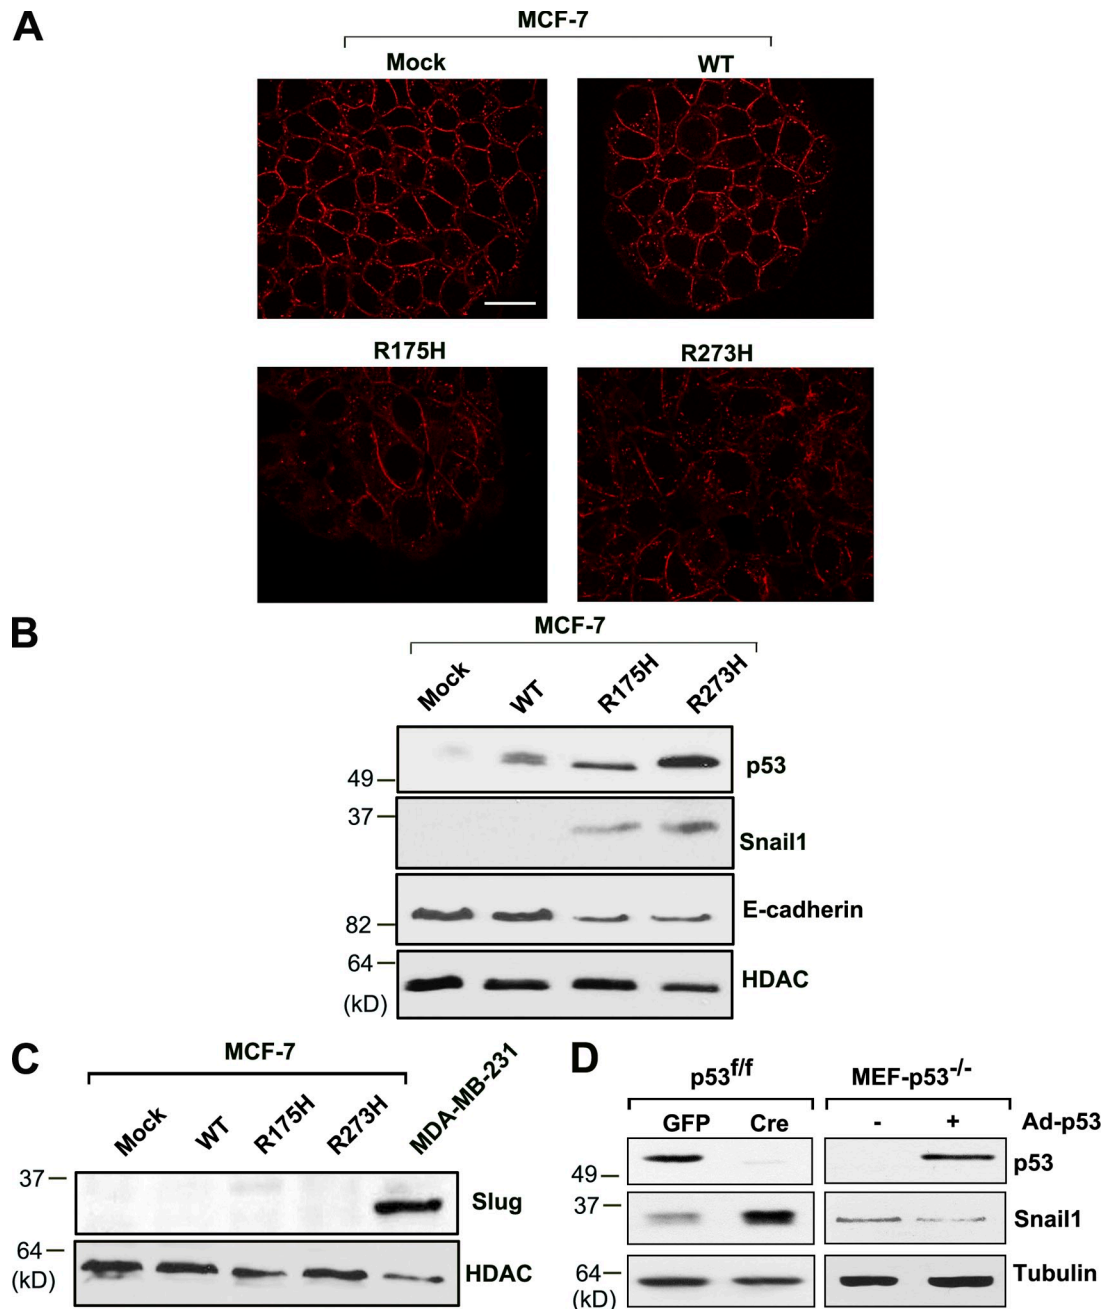 A
MCF-7
Mock WT
R175H R273H
B
MCF-7
Mock WT R175H R273H
49 p53
37 Snail1
82 E-cadherin
64 HDAC
(kD)
C
MCF-7
Mock WT R175H R273H MDA-MB-231
37 Slug
64 HDAC
(kD)
D
p53f/f MEF-p53-/-
GFP Cre - + Ad-p53
49 p53
37 Snail1
64 Tubulin
(kD)